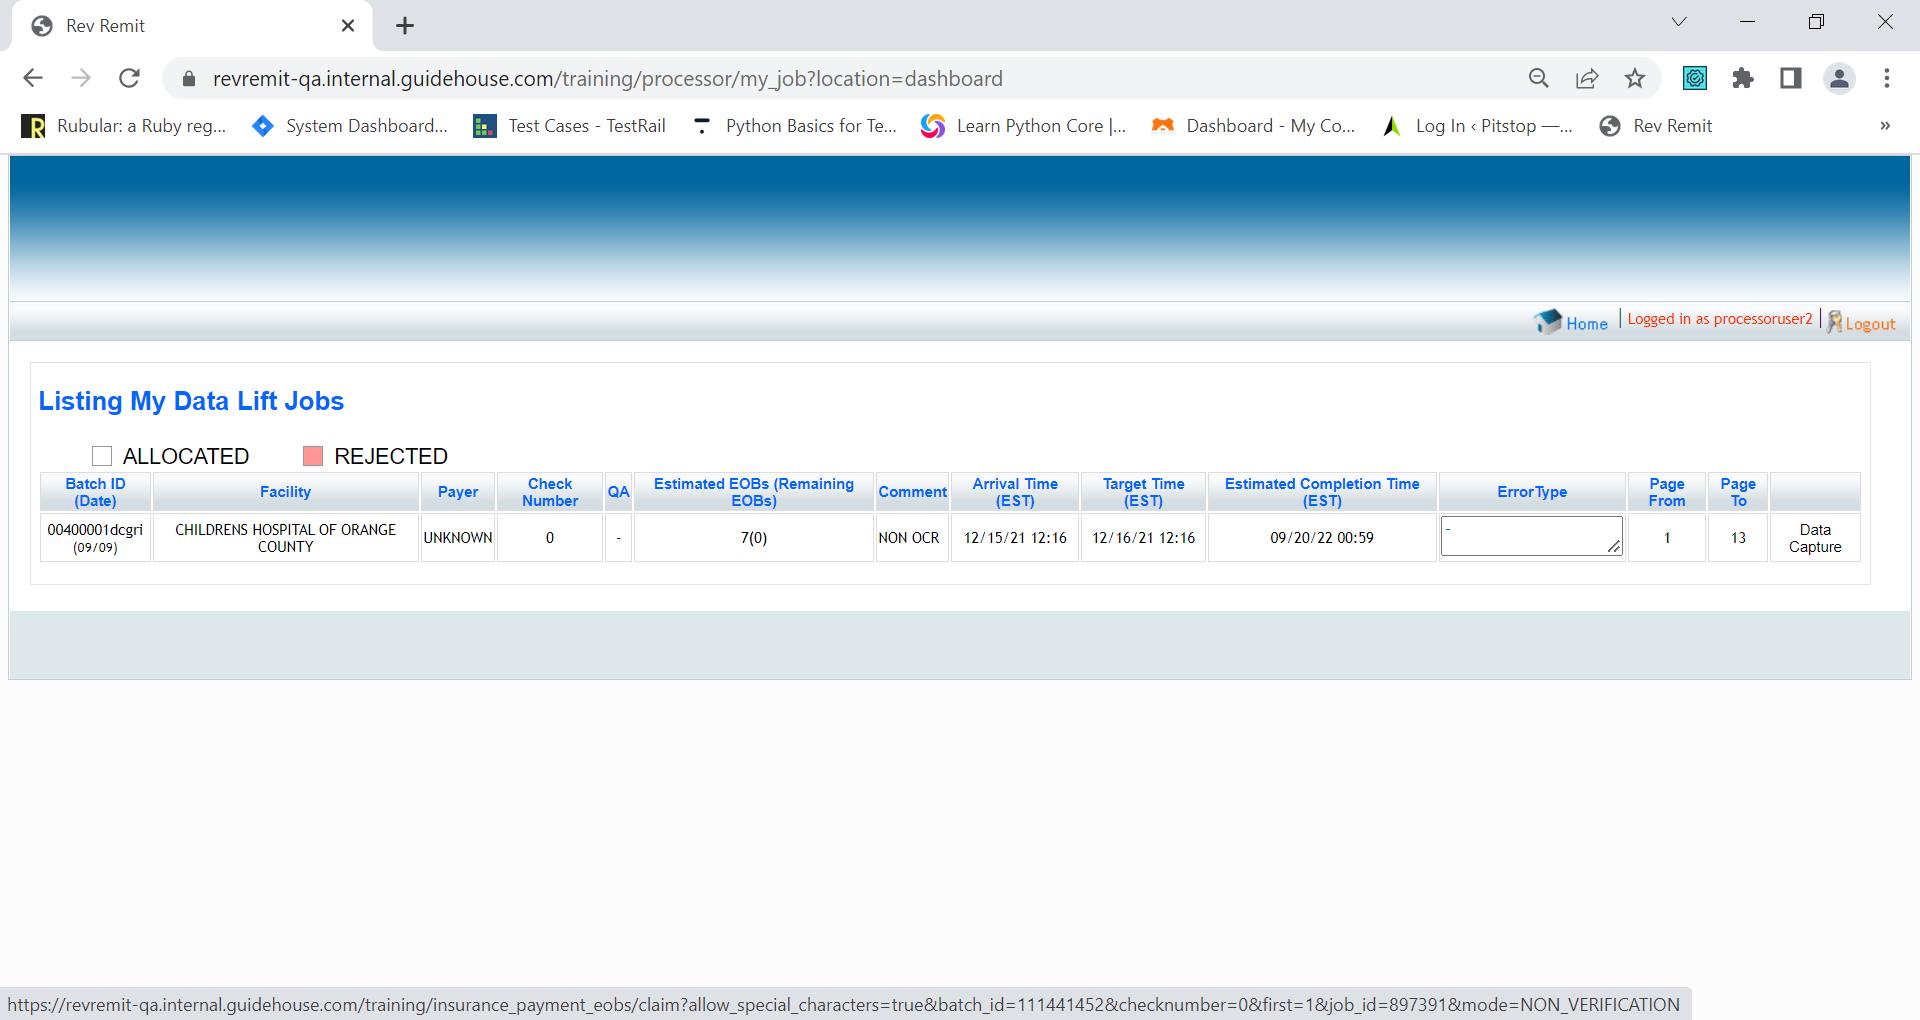 Rev Remit
revremit-qa.internal.guidehouse.com/training/processor/my_job?location=dashboard
Rubular: a Ruby reg...
System Dashboard...
Test Cases - TestRail
Python Basics for Te...
Learn Python Core |...
Dashboard - My Co...
Log In ‹ Pitstop —...
Rev Remit
»
Home
Logged in as processoruser2
Logout
Listing My Data Lift Jobs
ALLOCATED
REJECTED
Batch ID
(Date)
Facility
Payer
Check
Number
QA
Estimated EOBs (Remaining
EOBs)
Comment
Arrival Time
(EST)
Target Time
(EST)
Estimated Completion Time
(EST)
ErrorType
Page
From
Page
To
00400001dcgri
(09/09)
CHILDRENS HOSPITAL OF ORANGE
COUNTY
UNKNOWN
0
-
7(0)
NON OCR
12/15/21 12:16
12/16/21 12:16
09/20/22 00:59
-
1
13
Data
Capture
https://revremit-qa.internal.guidehouse.com/training/insurance_payment_eobs/claim?allow_special_characters=true&batch_id=111441452&checknumber=0&first=1&job_id=897391&mode=NON_VERIFICATION